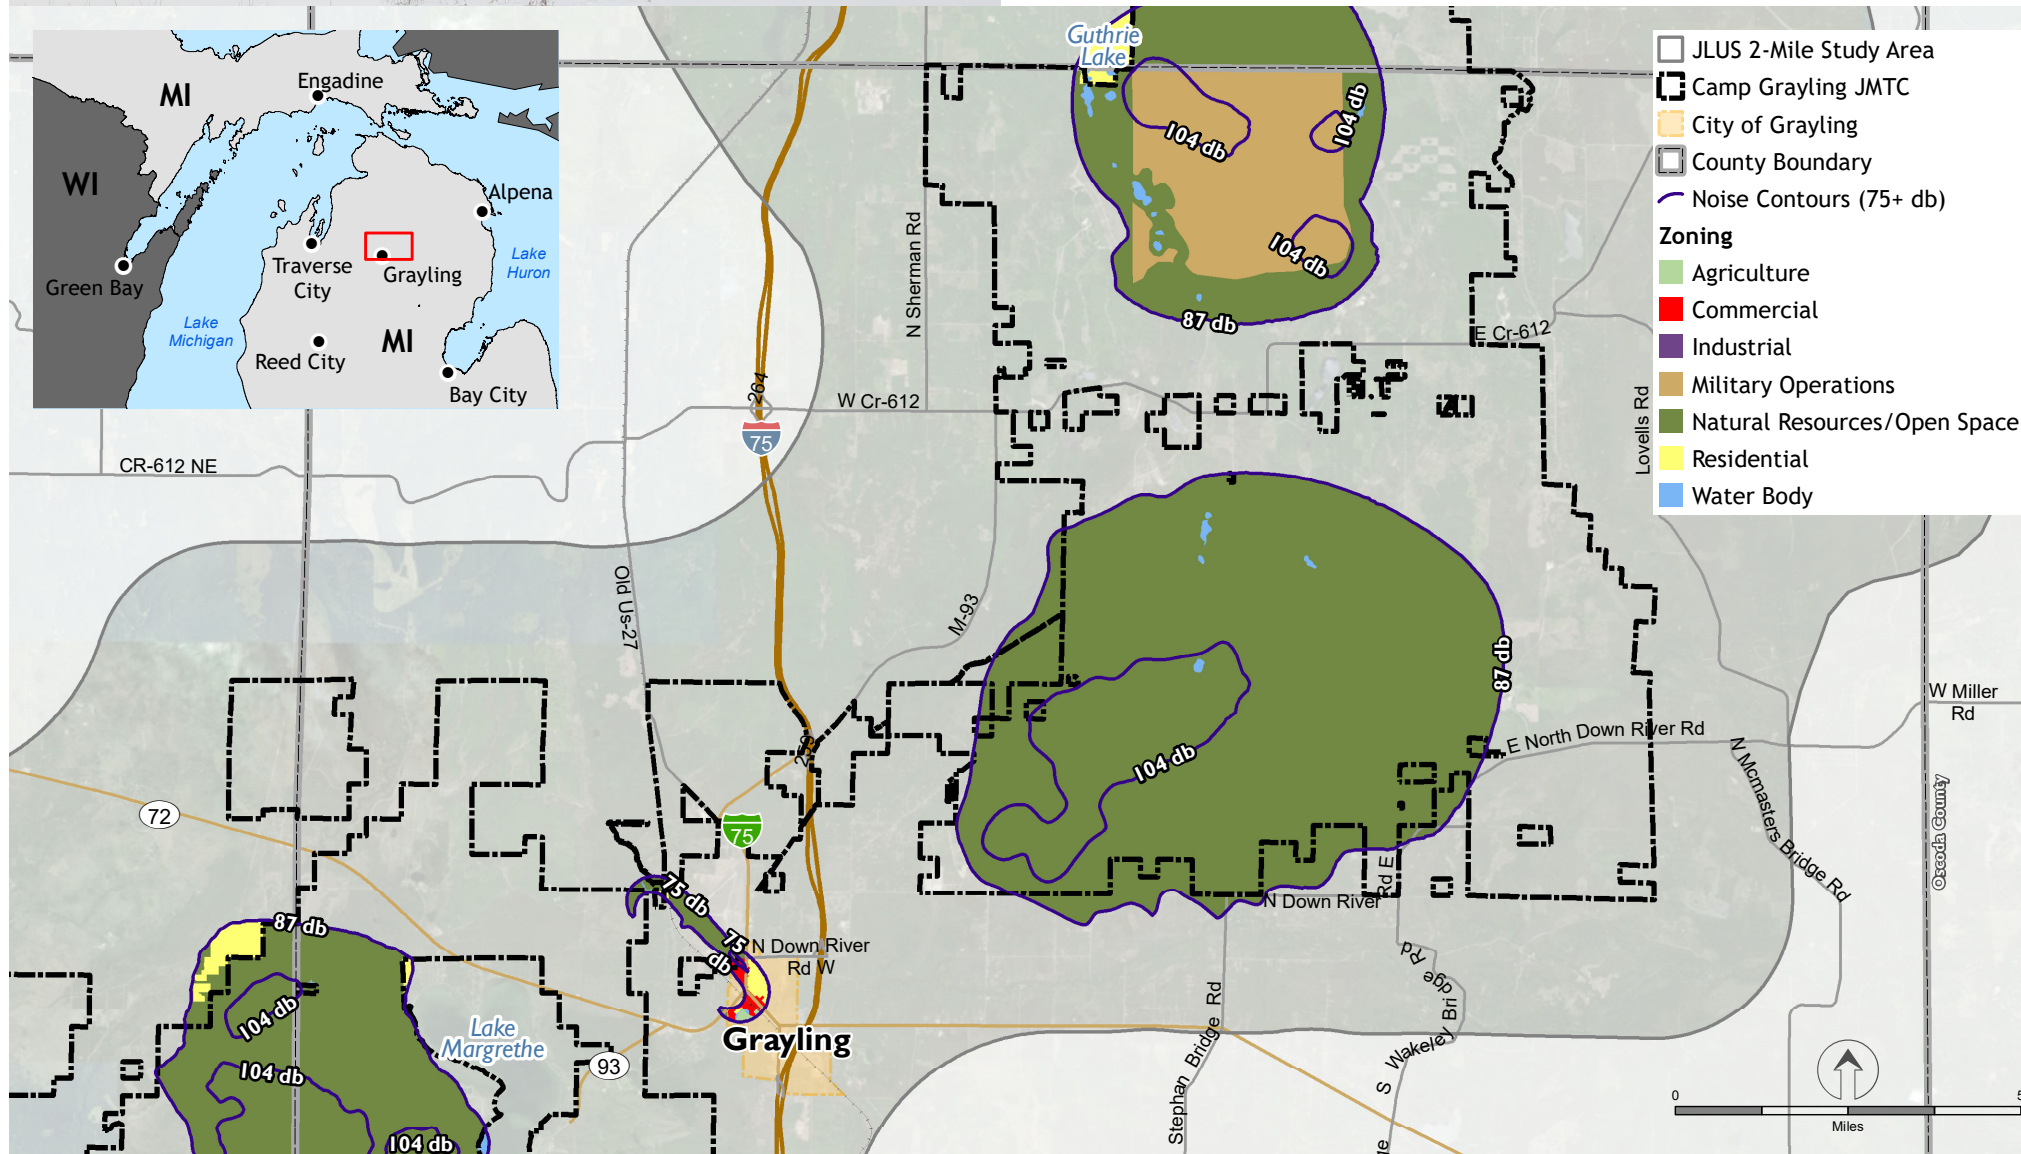 MI
Engadine
WI
Alpena
Traverse
City
Grayling
Green Bay
Lake
Huron
Lake
Michigan
MI
Reed City
Bay City
Guthrie
Lake
104 db
104 db
104 db
87 db
JLUS 2-Mile Study Area
Camp Grayling JMTC
City of Grayling
County Boundary
Noise Contours (75+ db)
Zoning
Agriculture
Commercial
Industrial
Military Operations
Natural Resources/Open Space
Residential
Water Body
N Sherman Rd
E Cr-612
264
W Cr-612
75
Lovells Rd
CR-612 NE
Old Us-27
M-93
87 db
W Miller
Rd
E North Down River Rd
104 db
N Mcmasters Bridge Rd
Oscoda County
72
75
75 db
Rd E
N Down River
87 db
75
db
N Down River
Rd W
Rd
dge
S Wakeley Bri
104 db
Lake
Margrethe
Grayling
93
104 db
Stephan Bridge Rd
104 db
ge
0
5
Miles